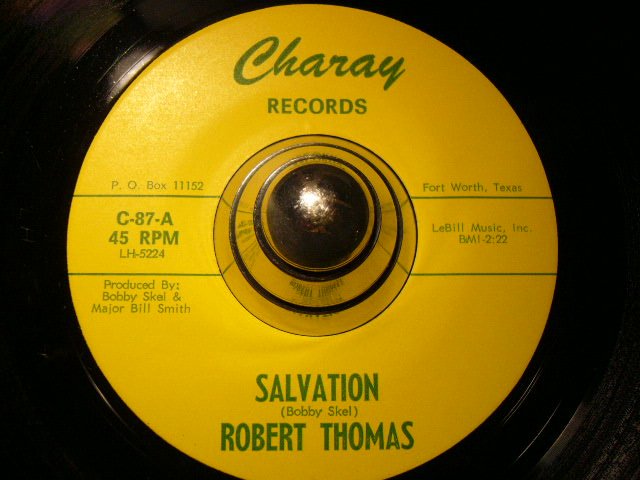 Charay
RECORDS
P. O. Box 11152
Fort Worth, Texas
C-87-A
45 RPM
LH-5224
LeBill Music, Inc.
BMI-2:22
Produced By:
Bobby Skel &
Major Bill Smith
SALVATION
(Bobby Skel)
ROBERT THOMAS